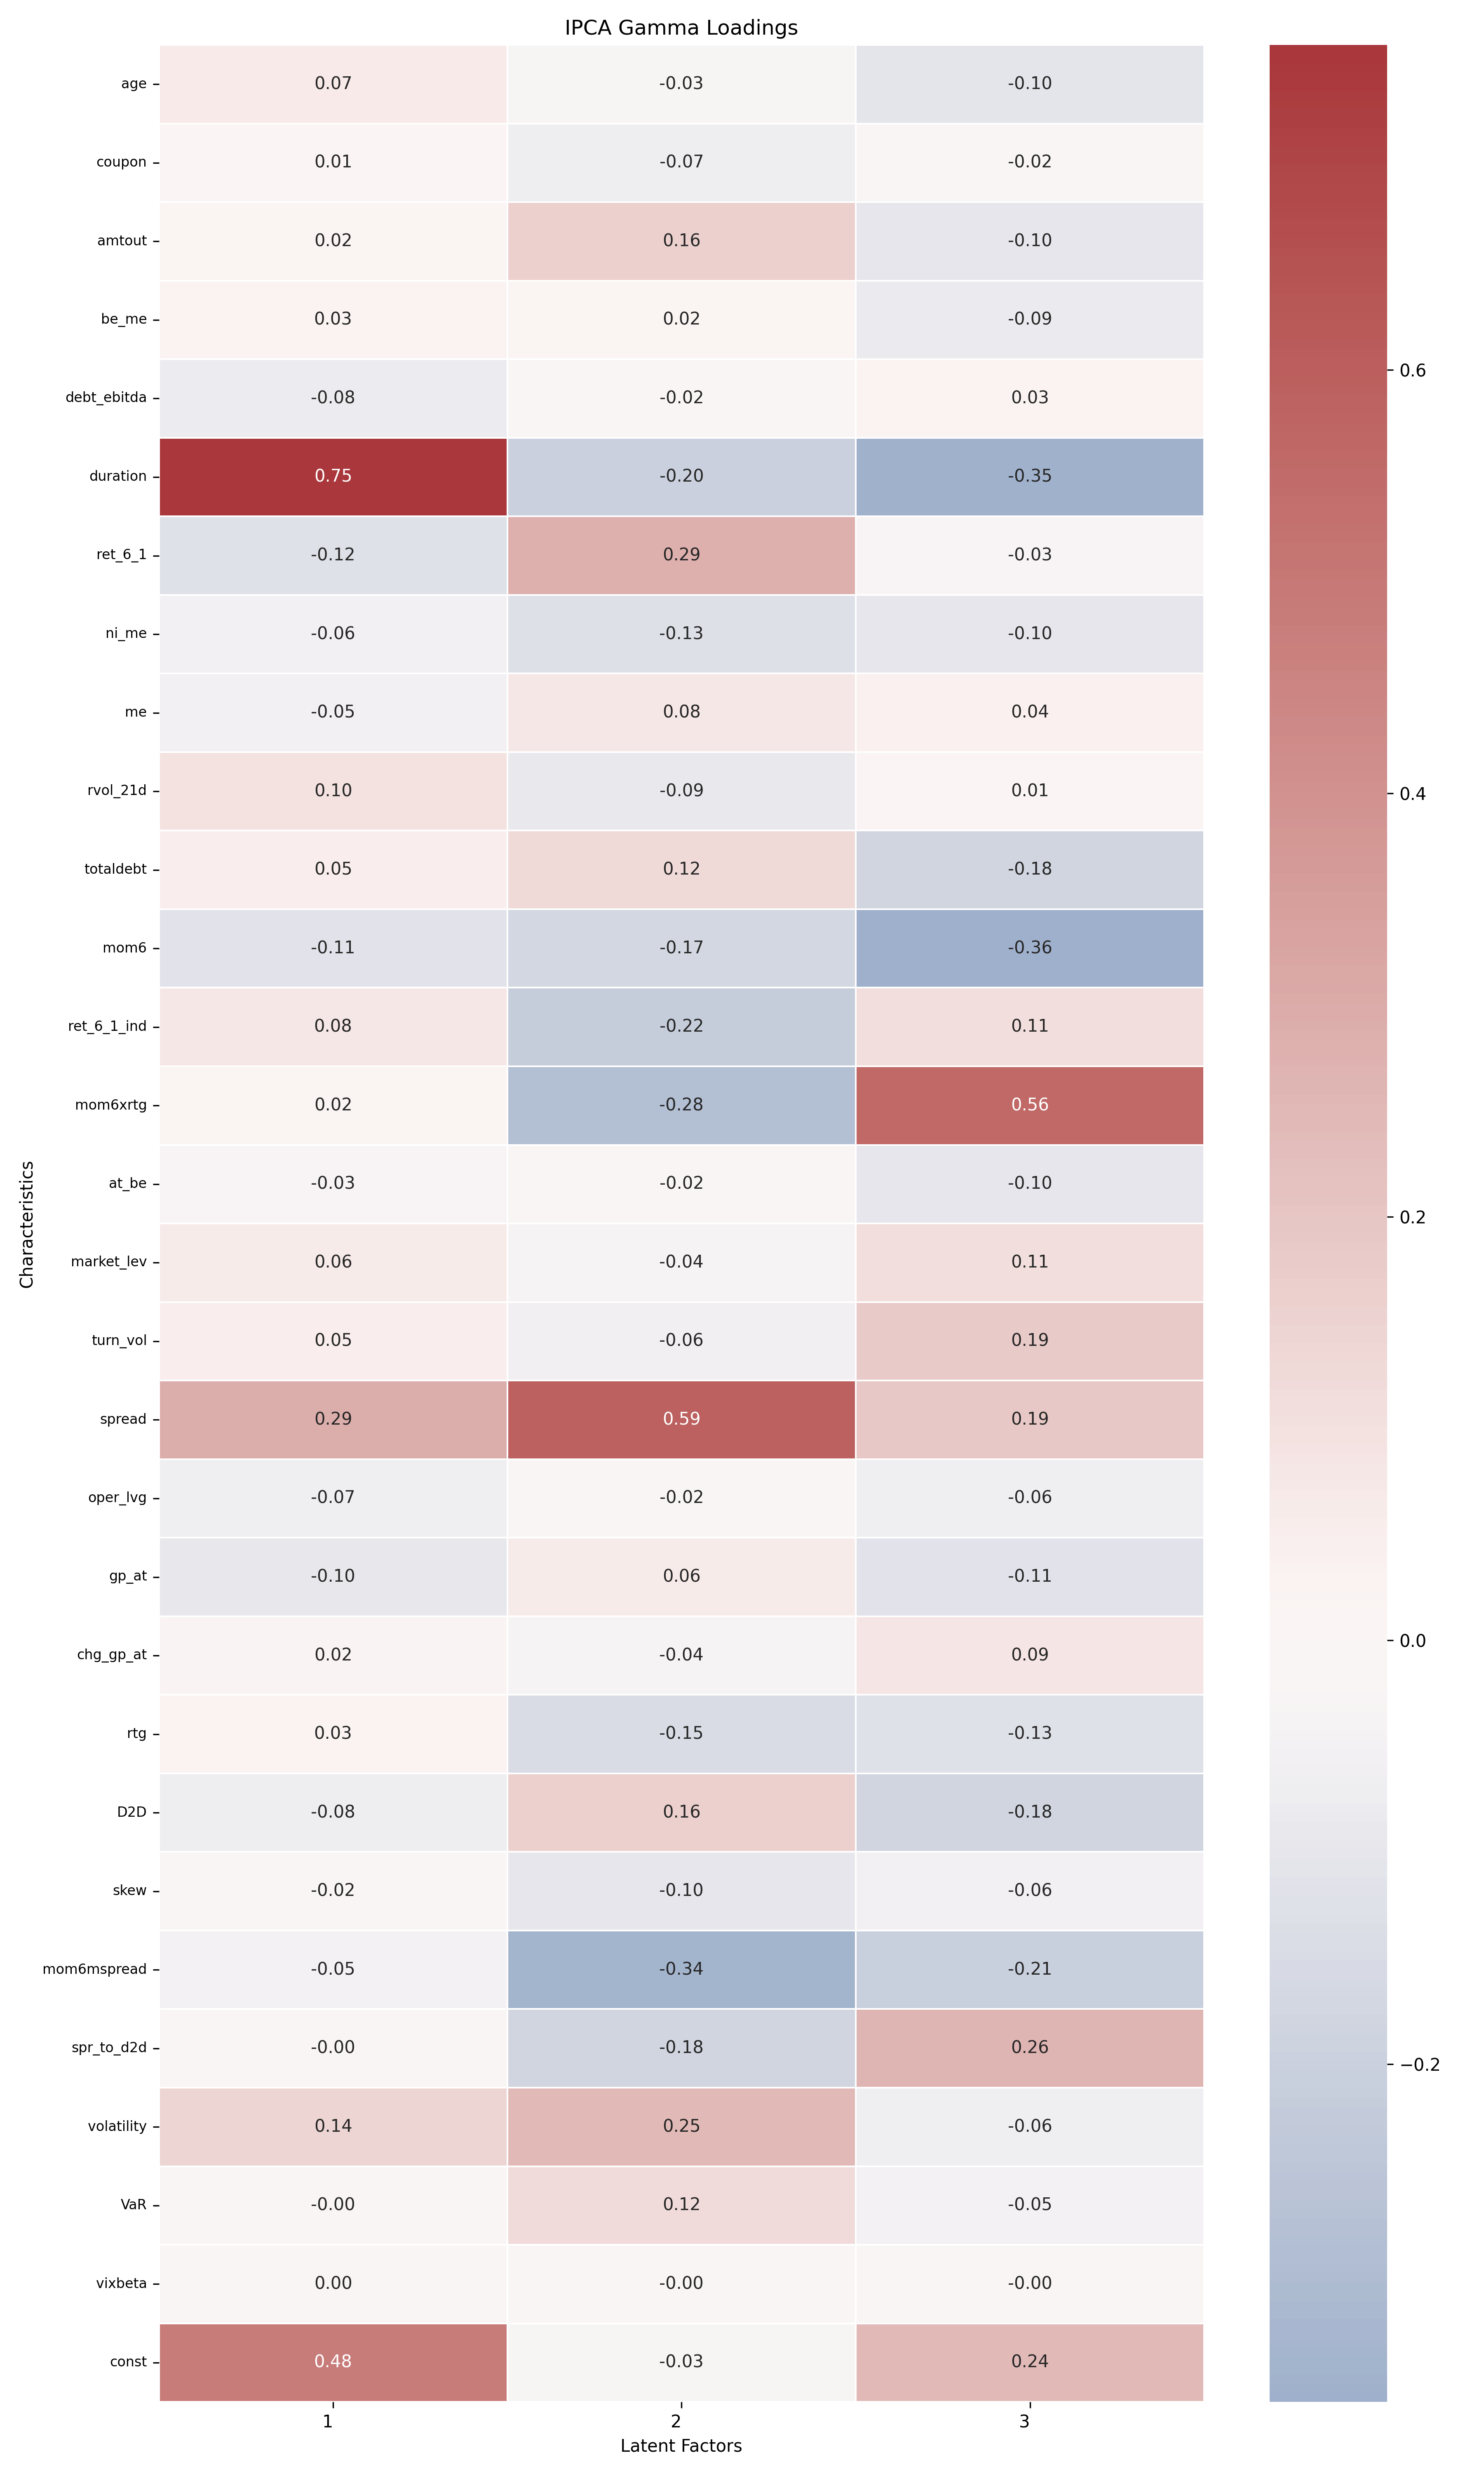 IPCA Gamma Loadings
age 0.07 -0.03 -0.10
coupon 0.01 -0.07 -0.02
amtout 0.02 0.16 -0.10
be_me 0.03 0.02 -0.09
debt_ebitda -0.08 -0.02 0.03
duration 0.75 -0.20 -0.35
ret_6_1 -0.12 0.29 -0.03
ni_me -0.06 -0.13 -0.10
me -0.05 0.08 0.04
rvol_21d 0.10 -0.09 0.01
totaldebt 0.05 0.12 -0.18
mom6 -0.11 -0.17 -0.36
ret_6_1_ind 0.08 -0.22 0.11
mom6xrtg 0.02 -0.28 0.56
at_be -0.03 -0.02 -0.10
market_lev 0.06 -0.04 0.11
turn_vol 0.05 -0.06 0.19
spread 0.29 0.59 0.19
oper_lvg -0.07 -0.02 -0.06
gp_at -0.10 0.06 -0.11
chg_gp_at 0.02 -0.04 0.09
rtg 0.03 -0.15 -0.13
D2D -0.08 0.16 -0.18
skew -0.02 -0.10 -0.06
mom6mspread -0.05 -0.34 -0.21
spr_to_d2d -0.00 -0.18 0.26
volatility 0.14 0.25 -0.06
VaR -0.00 0.12 -0.05
vixbeta 0.00 -0.00 -0.00
const 0.48 -0.03 0.24
1 2 3
Latent Factors
Characteristics
0.6
0.4
0.2
0.0
−0.2